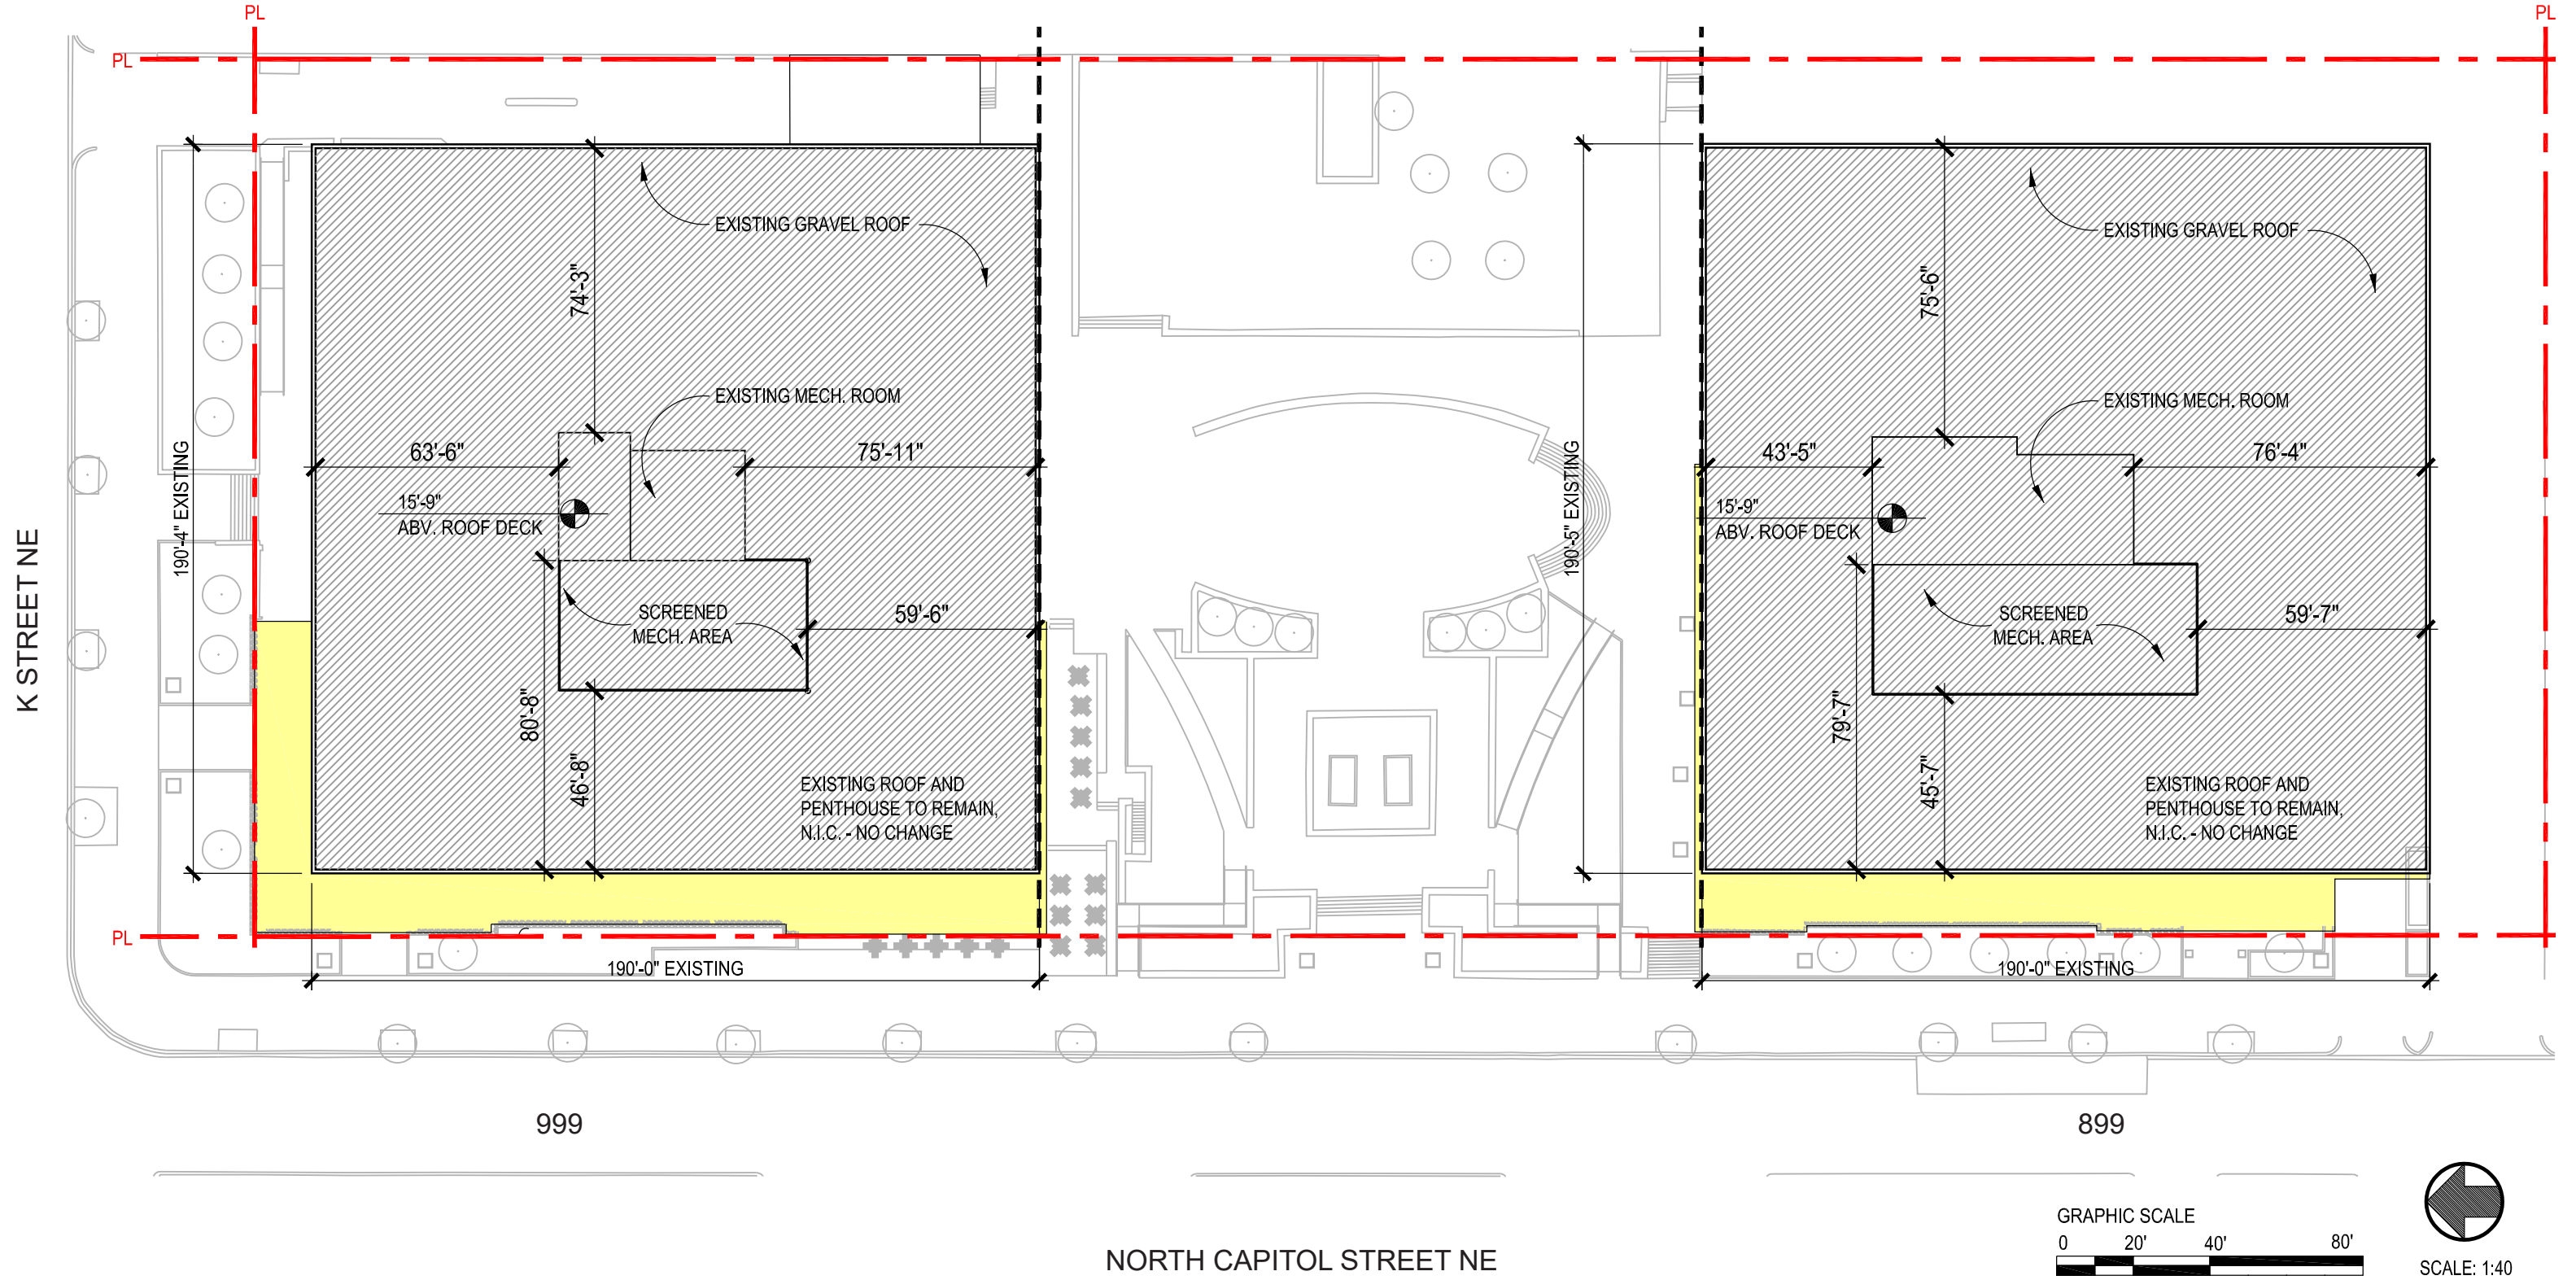 PL
PL
PL
EXISTING GRAVEL ROOF
EXISTING GRAVEL ROOF
74'-3"
75'-6"
EXISTING MECH. ROOM
EXISTING MECH. ROOM
63'-6"
75'-11"
43'-5"
76'-4"
190'-4" EXISTING
190'-5" EXISTING
15'-9"
ABV. ROOF DECK
15'-9"
ABV. ROOF DECK
K STREET NE
SCREENED
MECH. AREA
59'-6"
SCREENED
MECH. AREA
59'-7"
80'-8"
46'-8"
79'-7"
45'-7"
EXISTING ROOF AND
PENTHOUSE TO REMAIN,
N.I.C. - NO CHANGE
EXISTING ROOF AND
PENTHOUSE TO REMAIN,
N.I.C. - NO CHANGE
PL
190'-0" EXISTING
190'-0" EXISTING
999
899
NORTH CAPITOL STREET NE
GRAPHIC SCALE
0 20' 40' 80'
SCALE: 1:40